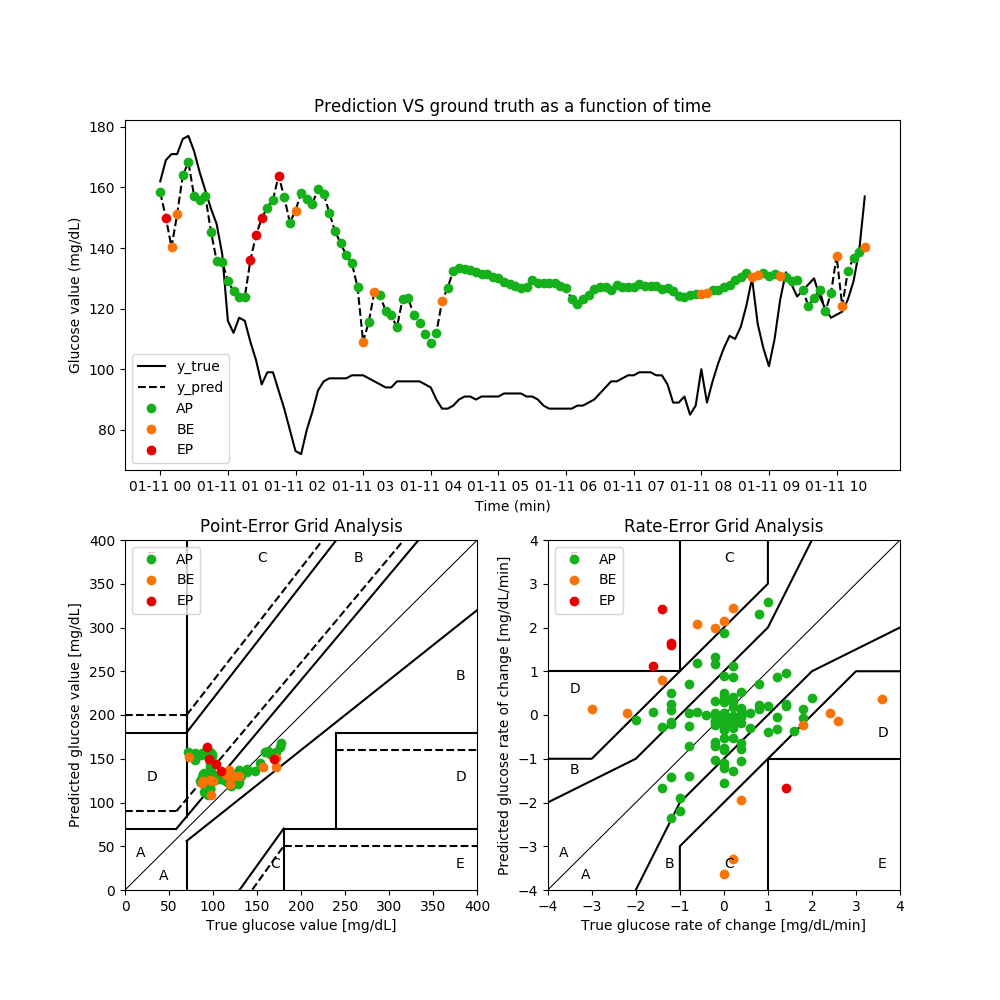 Prediction VS ground truth as a function of time
Glucose value (mg/dL)
180
160
140
120
100
80
y_true
y_pred
AP
BE
EP
01-11 00 01-11 01 01-11 02 01-11 03 01-11 04 01-11 05 01-11 06 01-11 07 01-11 08 01-11 09 01-11 10
Time (min)
Point-Error Grid Analysis
Predicted glucose value [mg/dL]
400
350
300
250
200
150
100
50
0
AP
BE
EP
C
B
B
D
D
A
A
C
E
0 50 100 150 200 250 300 350 400
True glucose value [mg/dL]
Rate-Error Grid Analysis
Predicted glucose rate of change [mg/dL/min]
4
3
2
1
0
−1
−2
−3
−4
AP
BE
EP
C
D
D
B
A
A
B
C
E
−4 −3 −2 −1 0 1 2 3 4
True glucose rate of change [mg/dL/min]